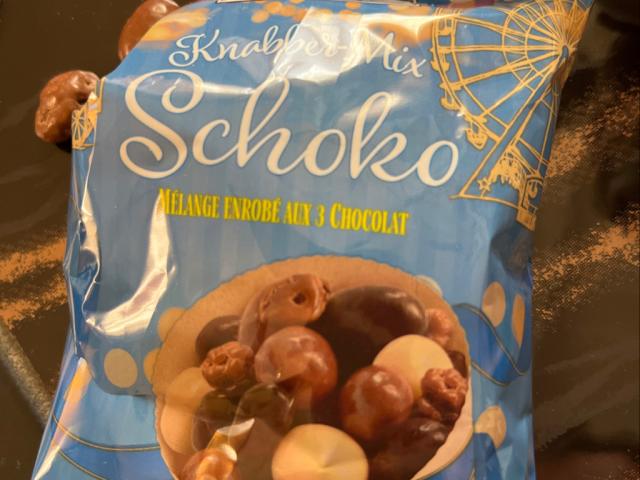 Knabber-Mix
Schoko
MÉLANGE ENROBÉ AUX 3 CHOCOLAT